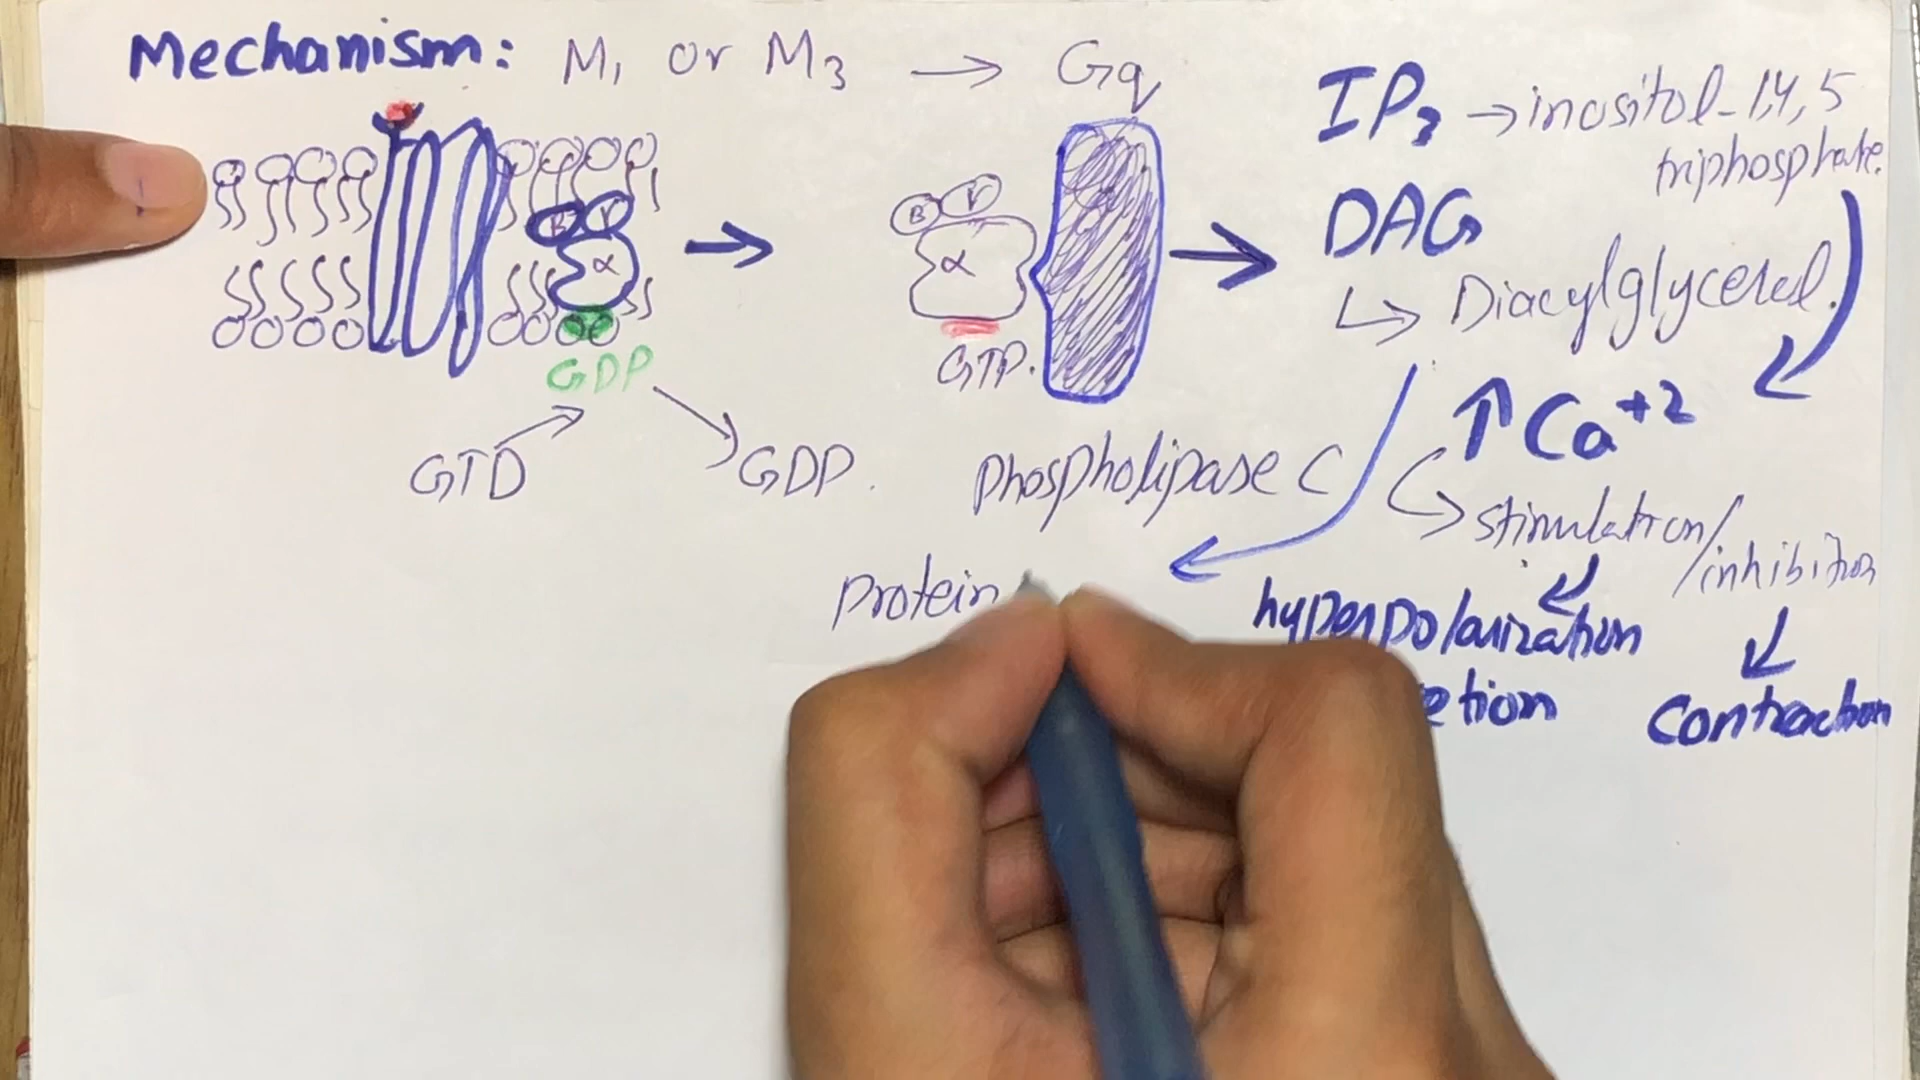 Mechanism: M1 or M3 → Gq
IP3 → inositol-1,4,5
triphosphate.
DAG
↳ Diacylglycerol.
B γ
α
GDP
GTD
GDP.
B γ
α
GTP.
Phospholipase C
↑Ca+2
↳ stimulation/inhibition
hyperpolarization
etion
contraction
Protein